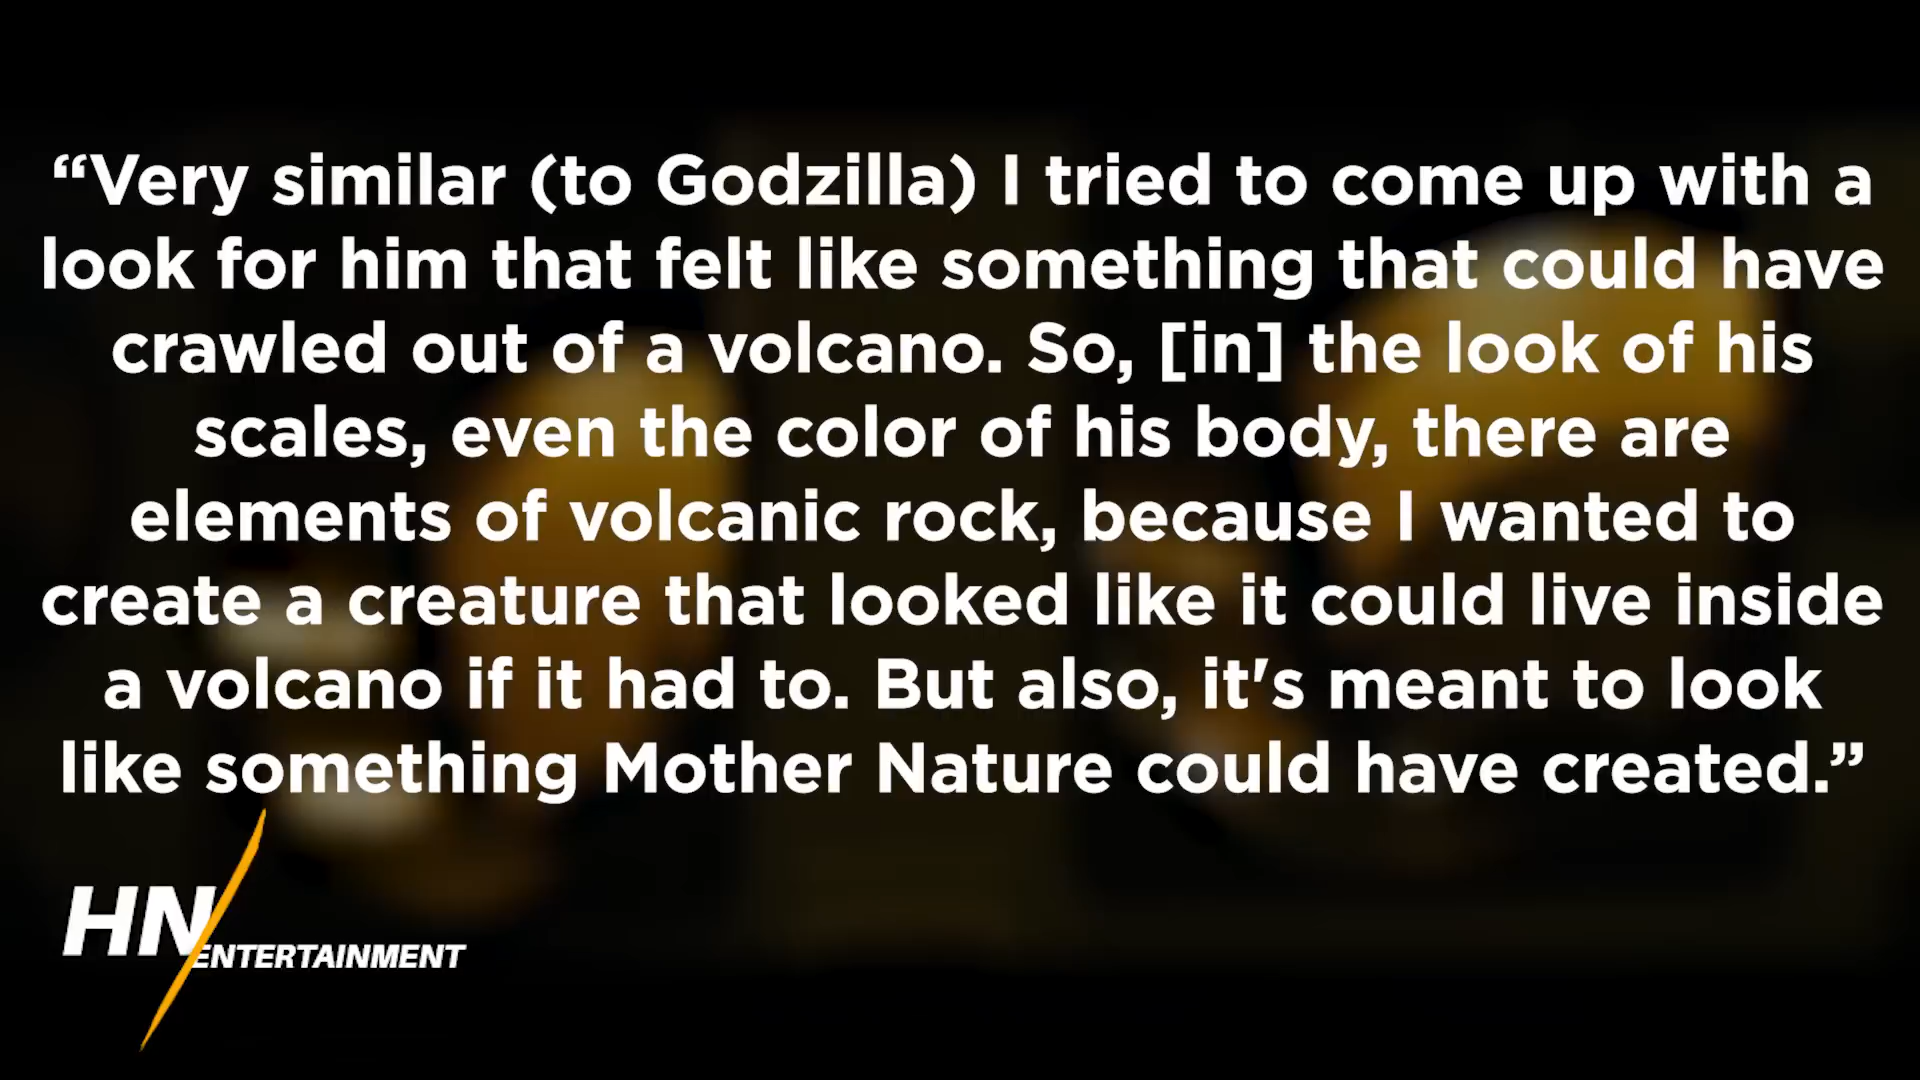 “Very similar (to Godzilla) I tried to come up with a
look for him that felt like something that could have
crawled out of a volcano. So, [in] the look of his
scales, even the color of his body, there are
elements of volcanic rock, because I wanted to
create a creature that looked like it could live inside
a volcano if it had to. But also, it's meant to look
like something Mother Nature could have created.”
HN
ENTERTAINMENT